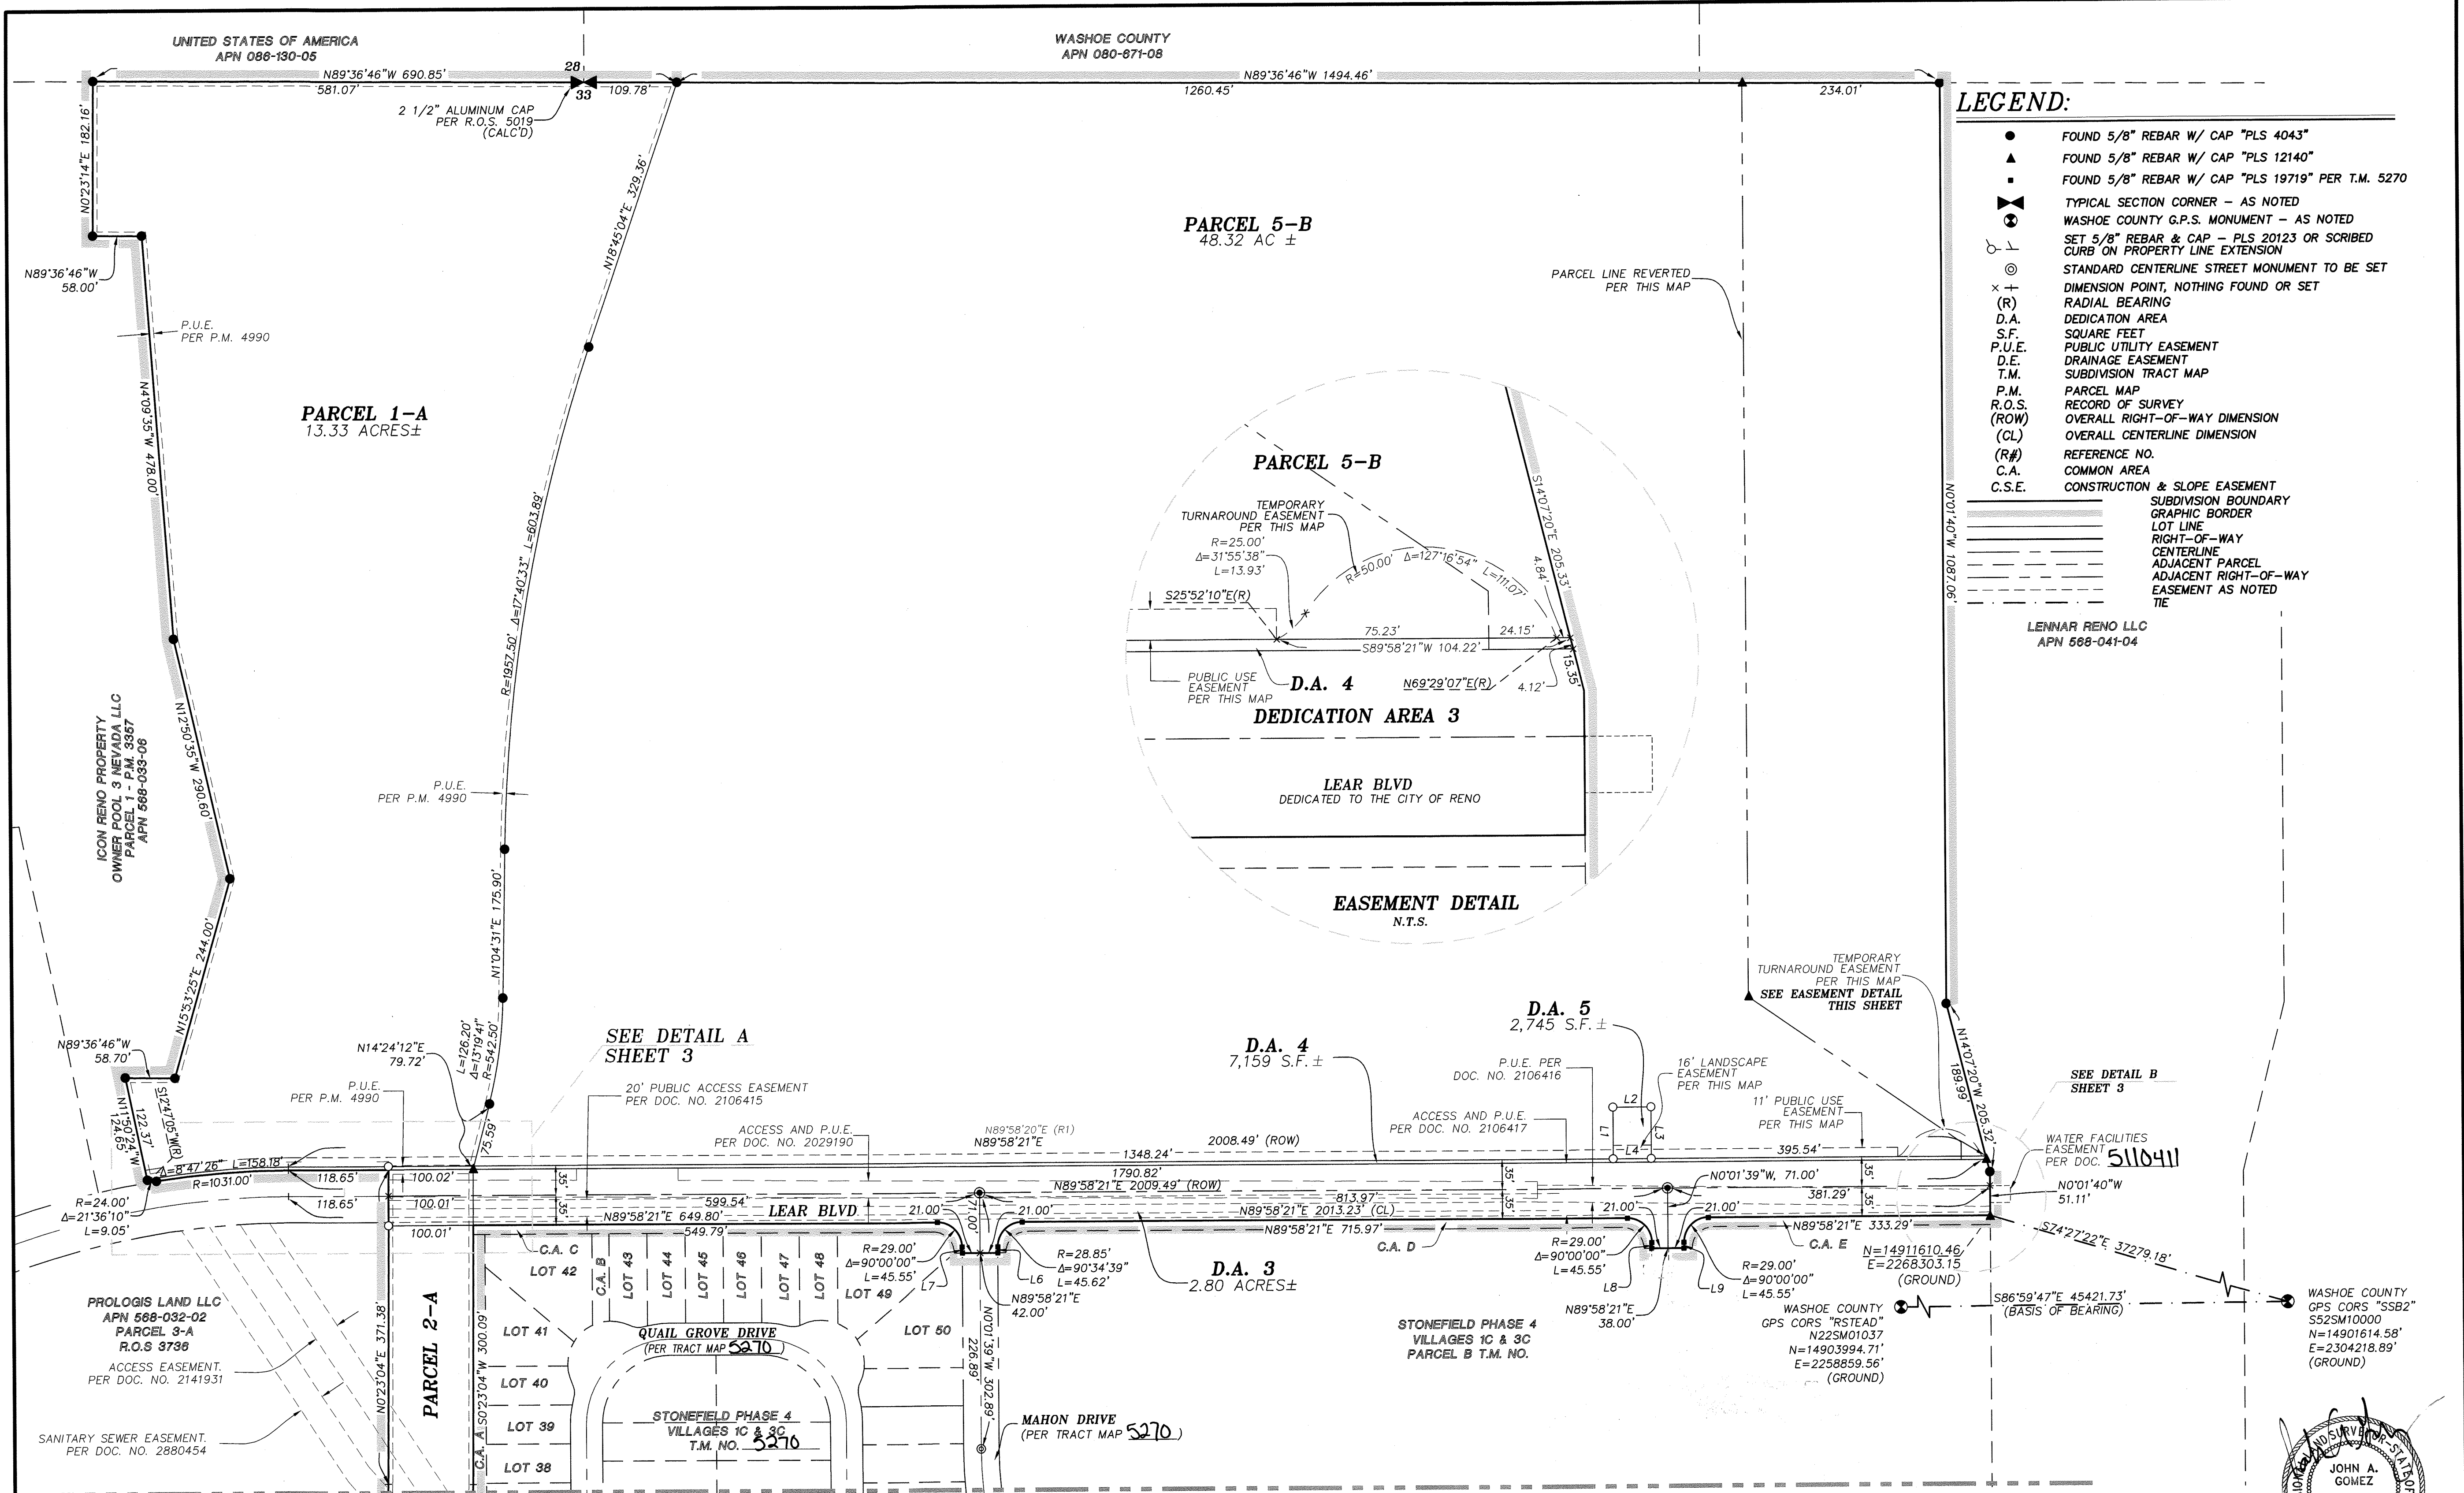 UNITED STATES OF AMERICA
APN 086-130-05
WASHOE COUNTY
APN 080-671-08
N89°36'46"W 690.85'
28
581.07'
33
109.78'
N89°36'46"W 1494.46'
1260.45'
234.01'
2 1/2" ALUMINUM CAP
PER R.O.S. 5019
(CALC'D)
N0°23'14"E 182.16'
N89°36'46"W
58.00'
P.U.E.
PER P.M. 4990
N4°09'35"W 478.00'
PARCEL 1-A
13.33 ACRES±
N18°45'04"E 329.36'
R=1957.50' Δ=17°40'33" L=603.89'
P.U.E.
PER P.M. 4990
N1°04'31"E 175.90'
N12°50'35"W 290.60'
ICON RENO PROPERTY
OWNER POOL 3 NEVADA LLC
PARCEL 1 - P.M. 3357
APN 568-033-06
N15°53'25"E 244.00'
PARCEL 5-B
48.32 AC ±
PARCEL LINE REVERTED
PER THIS MAP
LEGEND:
FOUND 5/8" REBAR W/ CAP "PLS 4043"
FOUND 5/8" REBAR W/ CAP "PLS 12140"
FOUND 5/8" REBAR W/ CAP "PLS 19719" PER T.M. 5270
TYPICAL SECTION CORNER – AS NOTED
WASHOE COUNTY G.P.S. MONUMENT – AS NOTED
SET 5/8" REBAR & CAP – PLS 20123 OR SCRIBED
CURB ON PROPERTY LINE EXTENSION
STANDARD CENTERLINE STREET MONUMENT TO BE SET
DIMENSION POINT, NOTHING FOUND OR SET
(R) RADIAL BEARING
D.A. DEDICATION AREA
S.F. SQUARE FEET
P.U.E. PUBLIC UTILITY EASEMENT
D.E. DRAINAGE EASEMENT
T.M. SUBDIVISION TRACT MAP
P.M. PARCEL MAP
R.O.S. RECORD OF SURVEY
(ROW) OVERALL RIGHT-OF-WAY DIMENSION
(CL) OVERALL CENTERLINE DIMENSION
(R#) REFERENCE NO.
C.A. COMMON AREA
C.S.E. CONSTRUCTION & SLOPE EASEMENT
SUBDIVISION BOUNDARY
GRAPHIC BORDER
LOT LINE
RIGHT-OF-WAY
CENTERLINE
ADJACENT PARCEL
ADJACENT RIGHT-OF-WAY
EASEMENT AS NOTED
TIE
N0°01'40"W 1087.06'
LENNAR RENO LLC
APN 568-041-04
PARCEL 5-B
TEMPORARY
TURNAROUND EASEMENT
PER THIS MAP
R=25.00'
Δ=31°55'38"
L=13.93'
R=50.00' Δ=127°16'54" L=111.07'
S14°07'20"E 205.33'
4.84'
S25°52'10"E(R)
75.23'
24.15'
S89°58'21"W 104.22'
15.35'
PUBLIC USE
EASEMENT
PER THIS MAP
D.A. 4
N69°29'07"E(R)
4.12'
DEDICATION AREA 3
LEAR BLVD
DEDICATED TO THE CITY OF RENO
EASEMENT DETAIL
N.T.S.
N89°36'46"W
58.70'
S12°47'05"W(R)
122.37'
N11°50'24"W
124.65'
Δ=8°47'26" L=158.18'
R=1031.00'
R=24.00'
Δ=21°36'10"
L=9.05'
P.U.E.
PER P.M. 4990
N14°24'12"E
79.72'
L=126.20'
Δ=13°19'41"
R=542.50'
75.59'
SEE DETAIL A
SHEET 3
20' PUBLIC ACCESS EASEMENT
PER DOC. NO. 2106415
ACCESS AND P.U.E.
PER DOC. NO. 2029190
N89°58'20"E (R1)
N89°58'21"E
1348.24'
2008.49' (ROW)
D.A. 4
7,159 S.F. ±
ACCESS AND P.U.E.
PER DOC. NO. 2106417
P.U.E. PER
DOC. NO. 2106416
D.A. 5
2,745 S.F. ±
16' LANDSCAPE
EASEMENT
PER THIS MAP
L1
L2
L3
L4
11' PUBLIC USE
EASEMENT
PER THIS MAP
395.54'
TEMPORARY
TURNAROUND EASEMENT
PER THIS MAP
SEE EASEMENT DETAIL
THIS SHEET
N14°07'20"W 205.32'
189.99'
SEE DETAIL B
SHEET 3
WATER FACILITIES
EASEMENT
PER DOC. 5110411
N0°01'40"W
51.11'
118.65'
100.02'
118.65'
100.01'
100.01'
35'
35'
1790.82'
N89°58'21"E 2009.49' (ROW)
599.54'
813.97'
35'
35'
N0°01'39"W, 71.00'
381.29'
35'
35'
N89°58'21"E 649.80'
LEAR BLVD
21.00'
71.00'
21.00'
N89°58'21"E 2013.23' (CL)
21.00'
21.00'
549.79'
N89°58'21"E 715.97'
N89°58'21"E 333.29'
C.A. C
C.A. D
C.A. E
R=29.00'
Δ=90°00'00"
L=45.55'
R=28.85'
Δ=90°34'39"
L=45.62'
R=29.00'
Δ=90°00'00"
L=45.55'
R=29.00'
Δ=90°00'00"
L=45.55'
L7
L6
L8
L9
N89°58'21"E
42.00'
N89°58'21"E
38.00'
D.A. 3
2.80 ACRES±
N=14911610.46
E=2268303.15
(GROUND)
S74°27'22"E 37279.18'
S86°59'47"E 45421.73'
(BASIS OF BEARING)
WASHOE COUNTY
GPS CORS "RSTEAD"
N22SM01037
N=14903994.71'
E=2258859.56'
(GROUND)
WASHOE COUNTY
GPS CORS "SSB2"
S52SM10000
N=14901614.58'
E=2304218.89'
(GROUND)
LOT 42
C.A. B
LOT 43
LOT 44
LOT 45
LOT 46
LOT 47
LOT 48
LOT 49
LOT 50
LOT 41
LOT 40
LOT 39
LOT 38
QUAIL GROVE DRIVE
(PER TRACT MAP 5270)
STONEFIELD PHASE 4
VILLAGES 1C & 3C
T.M. NO. 5270
N0°01'39"W 302.89'
226.89'
MAHON DRIVE
(PER TRACT MAP 5270)
STONEFIELD PHASE 4
VILLAGES 1C & 3C
PARCEL B T.M. NO.
PROLOGIS LAND LLC
APN 568-032-02
PARCEL 3-A
R.O.S 3736
ACCESS EASEMENT.
PER DOC. NO. 2141931
SANITARY SEWER EASEMENT.
PER DOC. NO. 2880454
N0°23'04"E 371.38'
PARCEL 2-A
S0°23'04"W 300.09'
C.A. A
LAND SURVEYOR-STATE OF
JOHN A.
GOMEZ